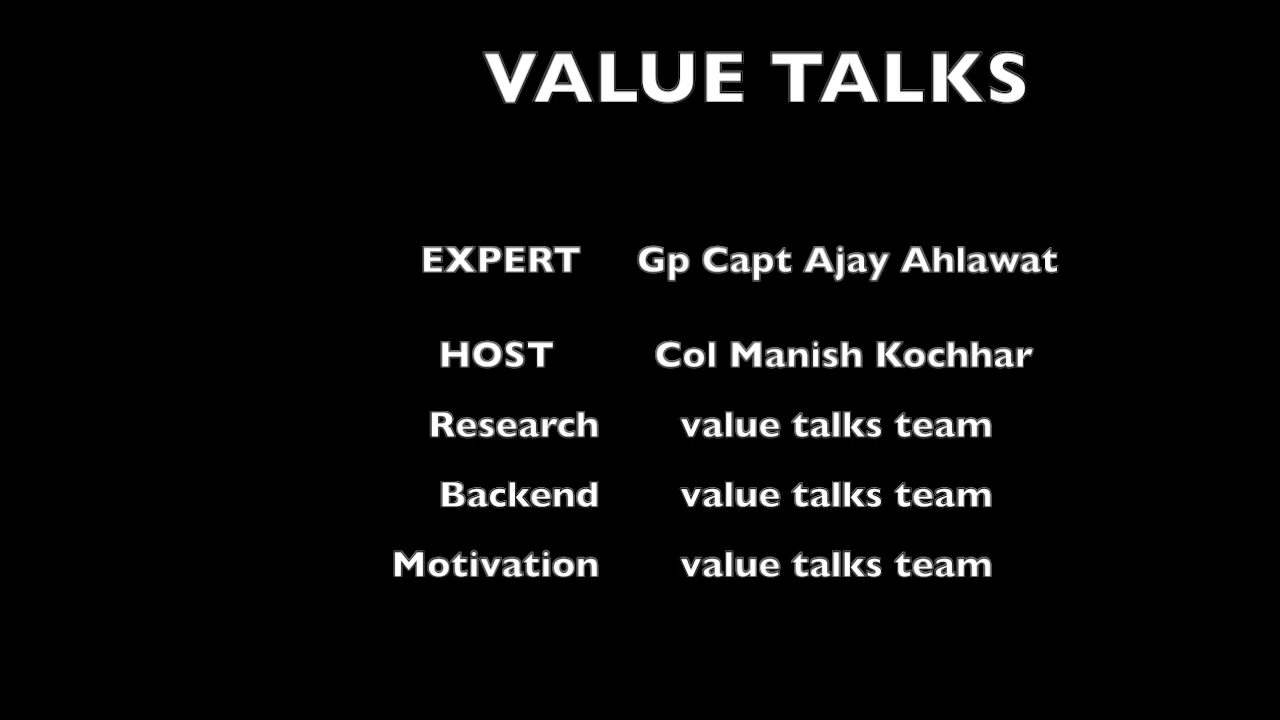 VALUE TALKS
EXPERT Gp Capt Ajay Ahlawat
HOST Col Manish Kochhar
Research value talks team
Backend value talks team
Motivation value talks team